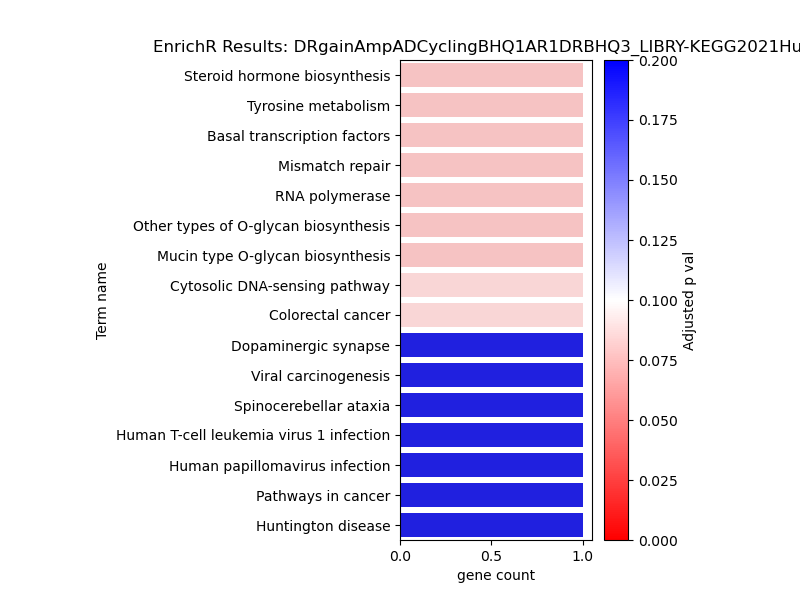 EnrichR Results: DRgainAmpADCyclingBHQ1AR1DRBHQ3_LIBRY-KEGG2021Hu
Steroid hormone biosynthesis
Tyrosine metabolism
Basal transcription factors
Mismatch repair
RNA polymerase
Other types of O-glycan biosynthesis
Mucin type O-glycan biosynthesis
Cytosolic DNA-sensing pathway
Colorectal cancer
Dopaminergic synapse
Viral carcinogenesis
Spinocerebellar ataxia
Human T-cell leukemia virus 1 infection
Human papillomavirus infection
Pathways in cancer
Huntington disease
Term name
0.0 0.5 1.0
gene count
0.200
0.175
0.150
0.125
0.100
0.075
0.050
0.025
0.000
Adjusted p val